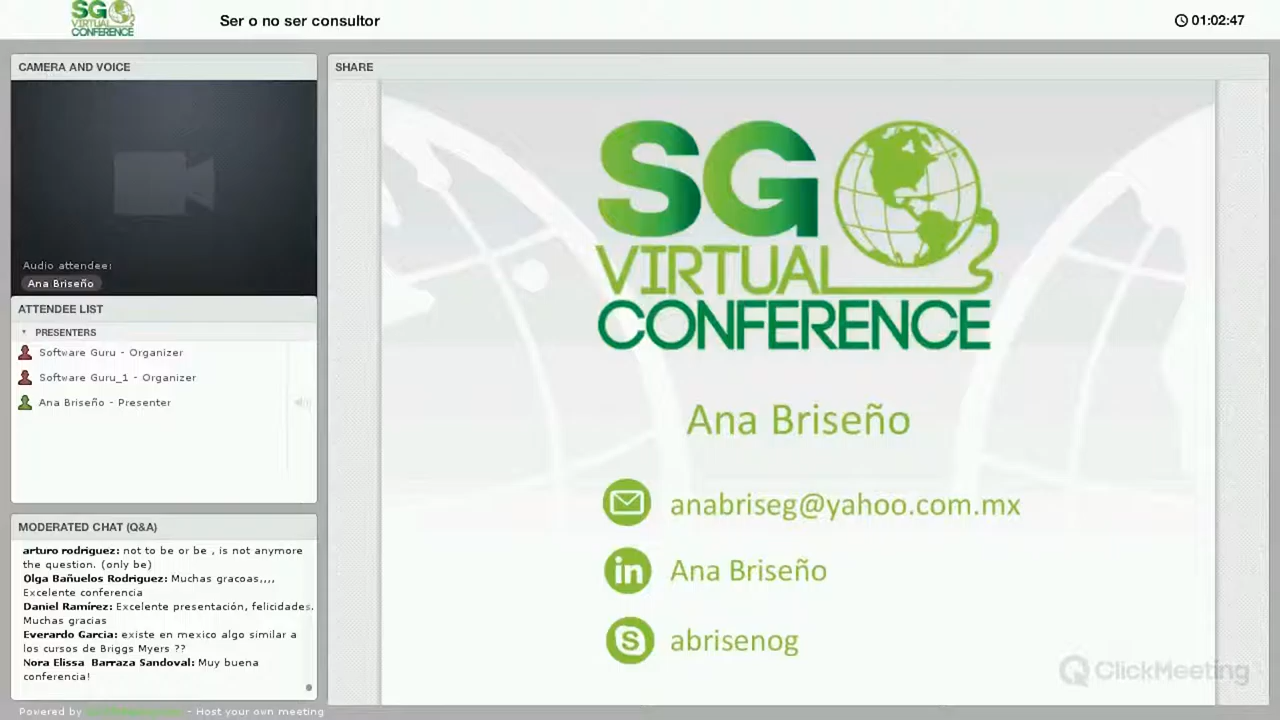 SG
VIRTUAL
CONFERENCE
Ser o no ser consultor
01:02:47
CAMERA AND VOICE
Audio attendee:
Ana Briseño
ATTENDEE LIST
PRESENTERS
Software Guru - Organizer
Software Guru_1 - Organizer
Ana Briseño - Presenter
MODERATED CHAT (Q&A)
arturo rodriguez: not to be or be , is not anymore
the question. (only be)
Olga Bañuelos Rodriguez: Muchas gracoas,,,,
Excelente conferencia
Daniel Ramírez: Excelente presentación, felicidades.
Muchas gracias
Everardo Garcia: existe en mexico algo similar a
los cursos de Briggs Myers ??
Nora Elissa Barraza Sandoval: Muy buena
conferencia!
Powered by - Host your own meeting
SHARE
SG
VIRTUAL
CONFERENCE
Ana Briseño
anabriseg@yahoo.com.mx
in Ana Briseño
S abrisenog
ClickMeeting